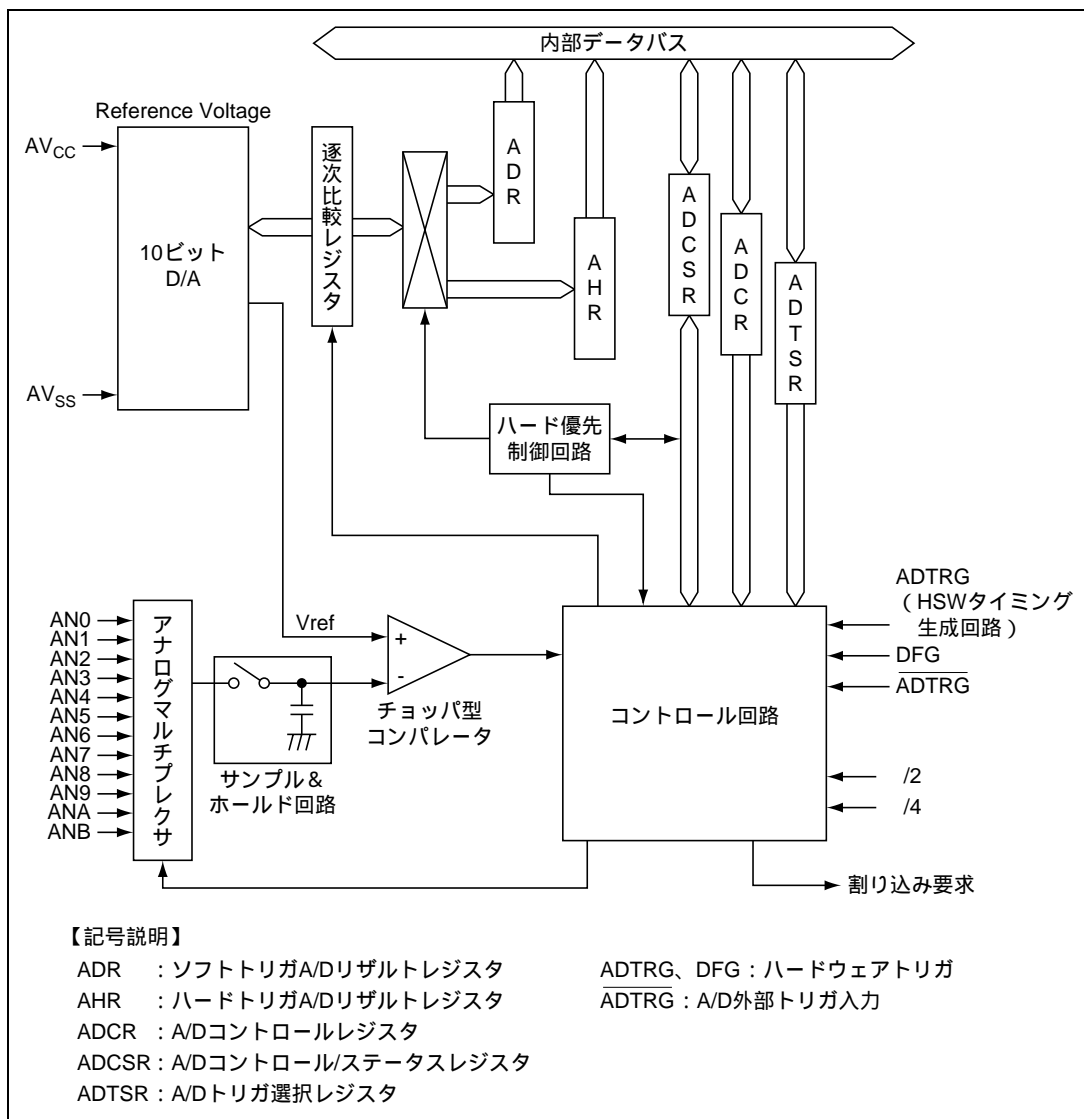 内部データバス
Reference Voltage
AVCC
AVSS
10ビット
D/A
逐次比較レジスタ
ADR
AHR
ADCSR
ADCR
ADTSR
ハード優先
制御回路
AN0
AN1
AN2
AN3
AN4
AN5
AN6
AN7
AN8
AN9
ANA
ANB
アナログマルチプレクサ
サンプル&
ホールド回路
Vref
+
-
チョッパ型
コンパレータ
コントロール回路
ADTRG
(HSWタイミング
生成回路)
DFG
ADTRG
/2
/4
割り込み要求
【記号説明】
ADR :ソフトトリガA/Dリザルトレジスタ
AHR :ハードトリガA/Dリザルトレジスタ
ADCR :A/Dコントロールレジスタ
ADCSR:A/Dコントロール/ステータスレジスタ
ADTSR:A/Dトリガ選択レジスタ
ADTRG、DFG:ハードウェアトリガ
ADTRG:A/D外部トリガ入力